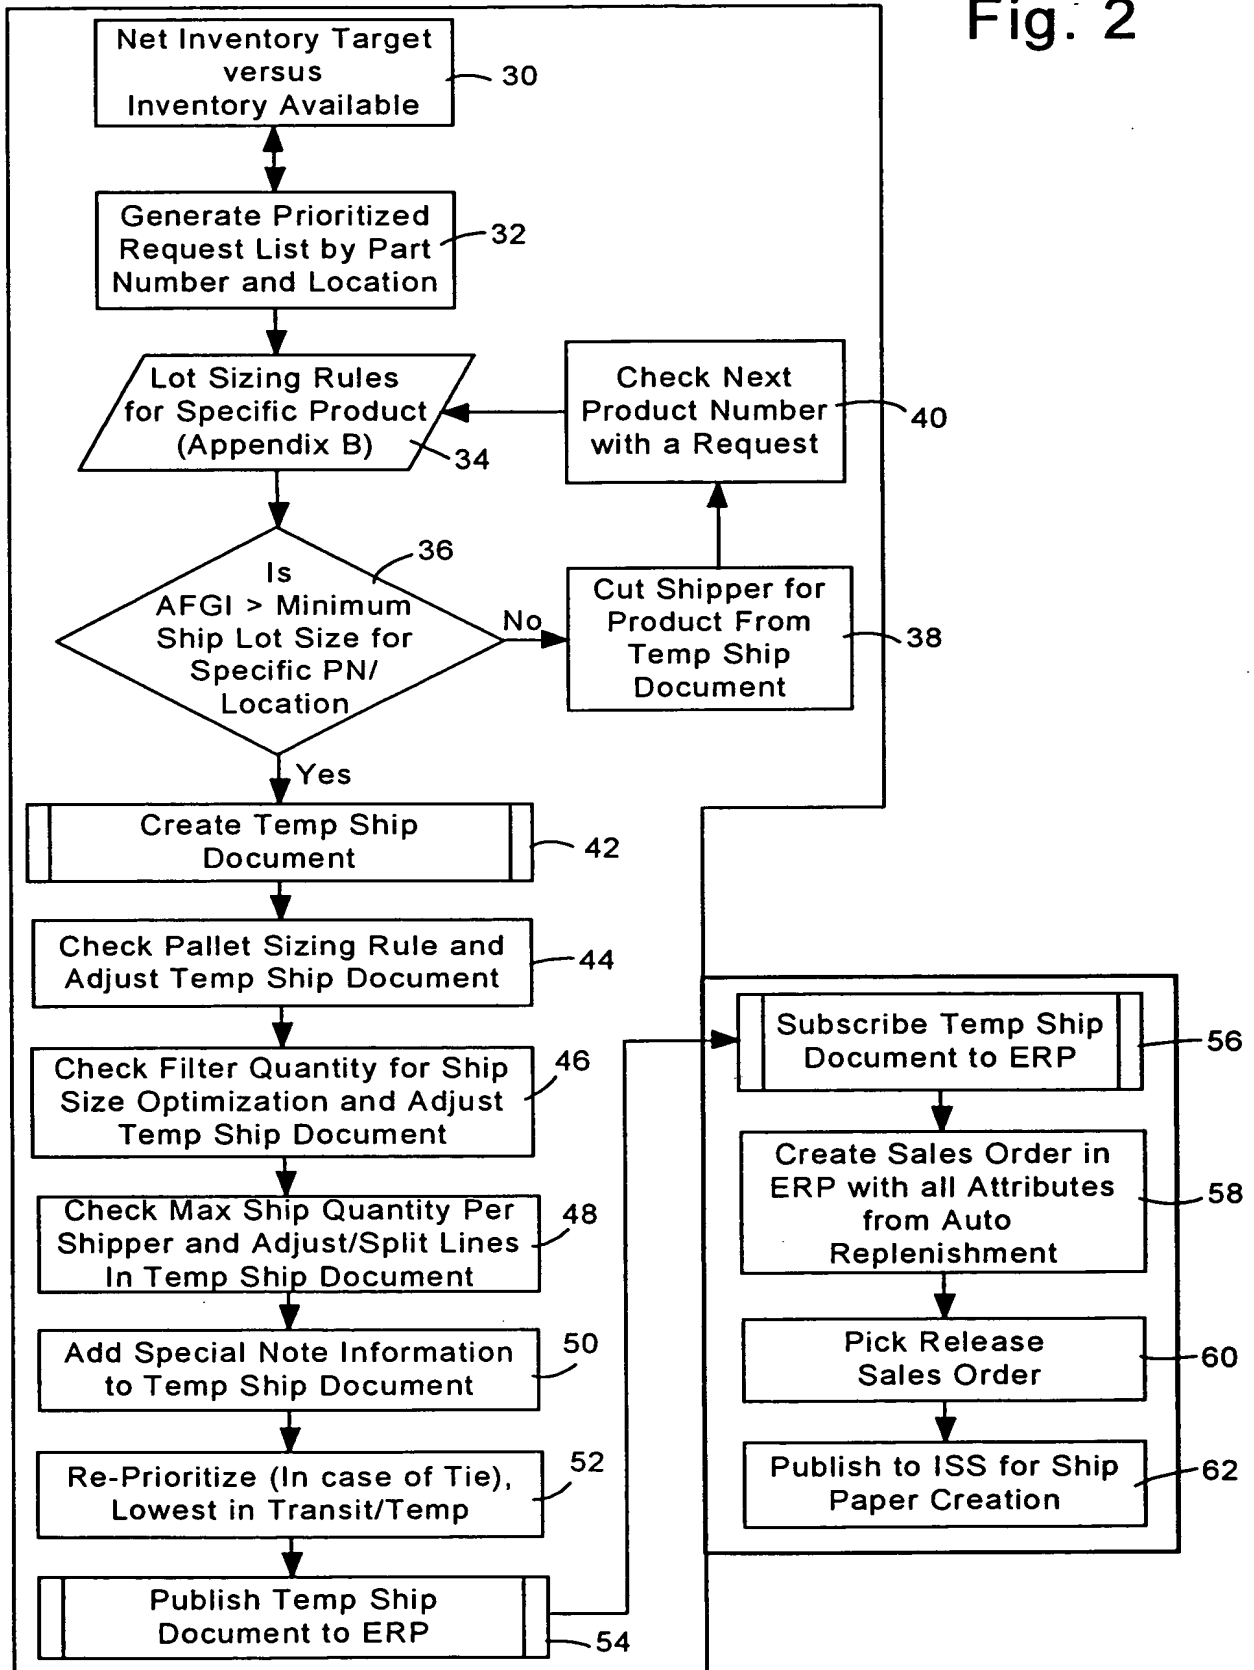 Fig. 2
Net Inventory Target
versus
Inventory Available
30
Generate Prioritized
Request List by Part
Number and Location
32
Lot Sizing Rules
for Specific Product
(Appendix B)
34
Check Next
Product Number
with a Request
40
Is
AFGI > Minimum
Ship Lot Size for
Specific PN/
Location
36
No
Cut Shipper for
Product From
Temp Ship
Document
38
Yes
Create Temp Ship
Document
42
Check Pallet Sizing Rule and
Adjust Temp Ship Document
44
Check Filter Quantity for Ship
Size Optimization and Adjust
Temp Ship Document
46
Check Max Ship Quantity Per
Shipper and Adjust/Split Lines
In Temp Ship Document
48
Add Special Note Information
to Temp Ship Document
50
Re-Prioritize (In case of Tie),
Lowest in Transit/Temp
52
Publish Temp Ship
Document to ERP
54
Subscribe Temp Ship
Document to ERP
56
Create Sales Order in
ERP with all Attributes
from Auto
Replenishment
58
Pick Release
Sales Order
60
Publish to ISS for Ship
Paper Creation
62